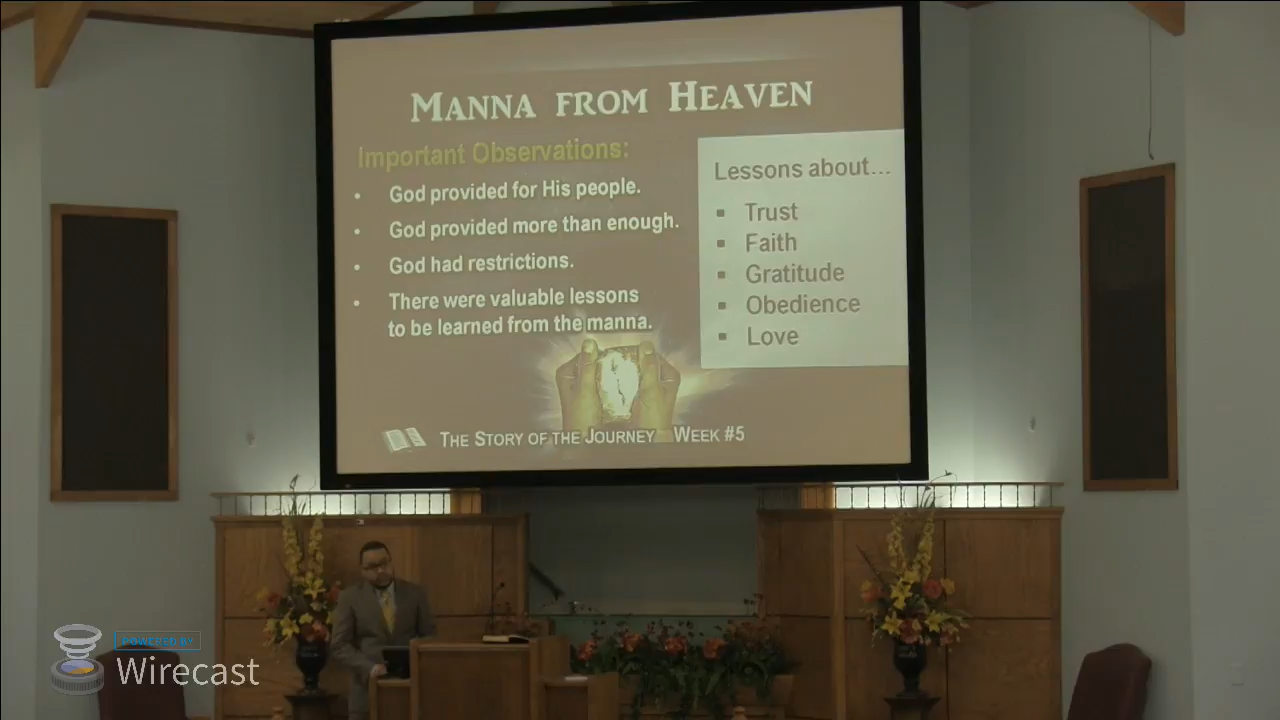 MANNA FROM HEAVEN
Important Observations:
• God provided for His people.
• God provided more than enough.
• God had restrictions.
• There were valuable lessons
to be learned from the manna.
Lessons about...
▪ Trust
▪ Faith
▪ Gratitude
▪ Obedience
▪ Love
THE STORY OF THE JOURNEY WEEK #5
POWERED BY
Wirecast